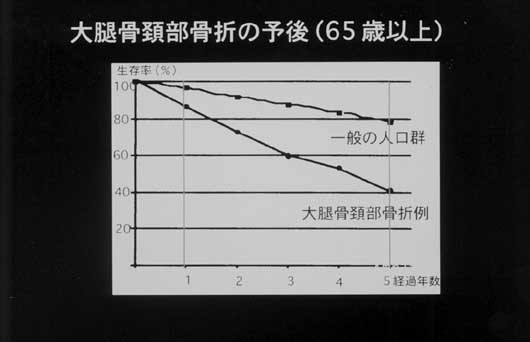 大腿骨頚部骨折の予後(65歳以上)
生存率(%)
100
80
一般の人口群
60
40
大腿骨頚部骨折例
20
1 2 3 4 5 経過年数